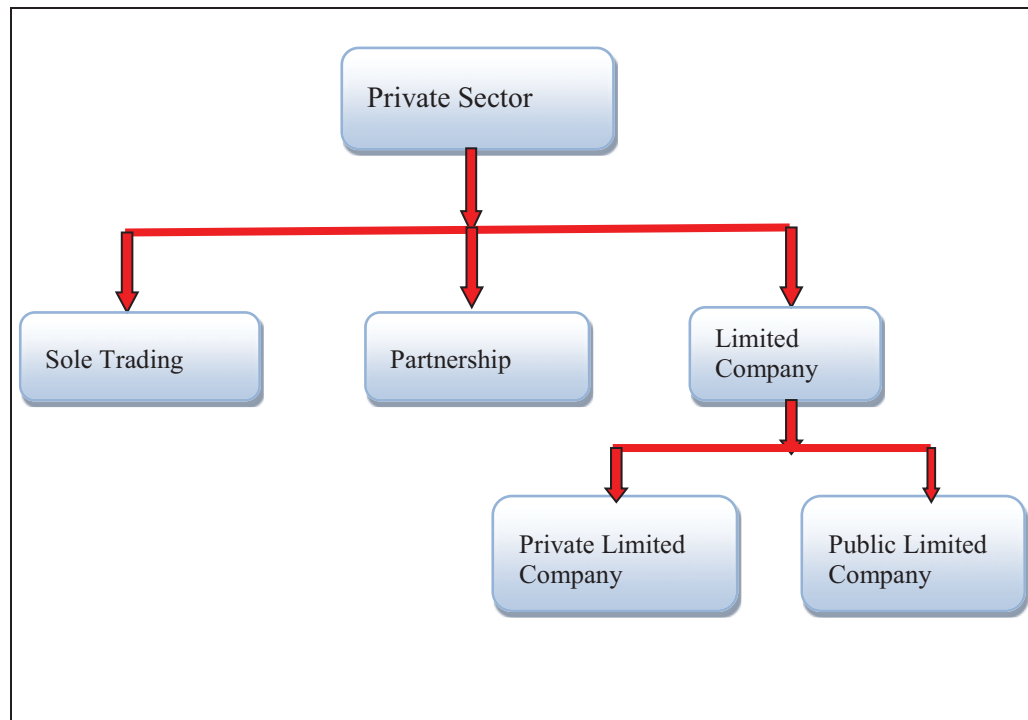 Private Sector
Sole Trading
Partnership
Limited
Company
Private Limited
Company
Public Limited
Company